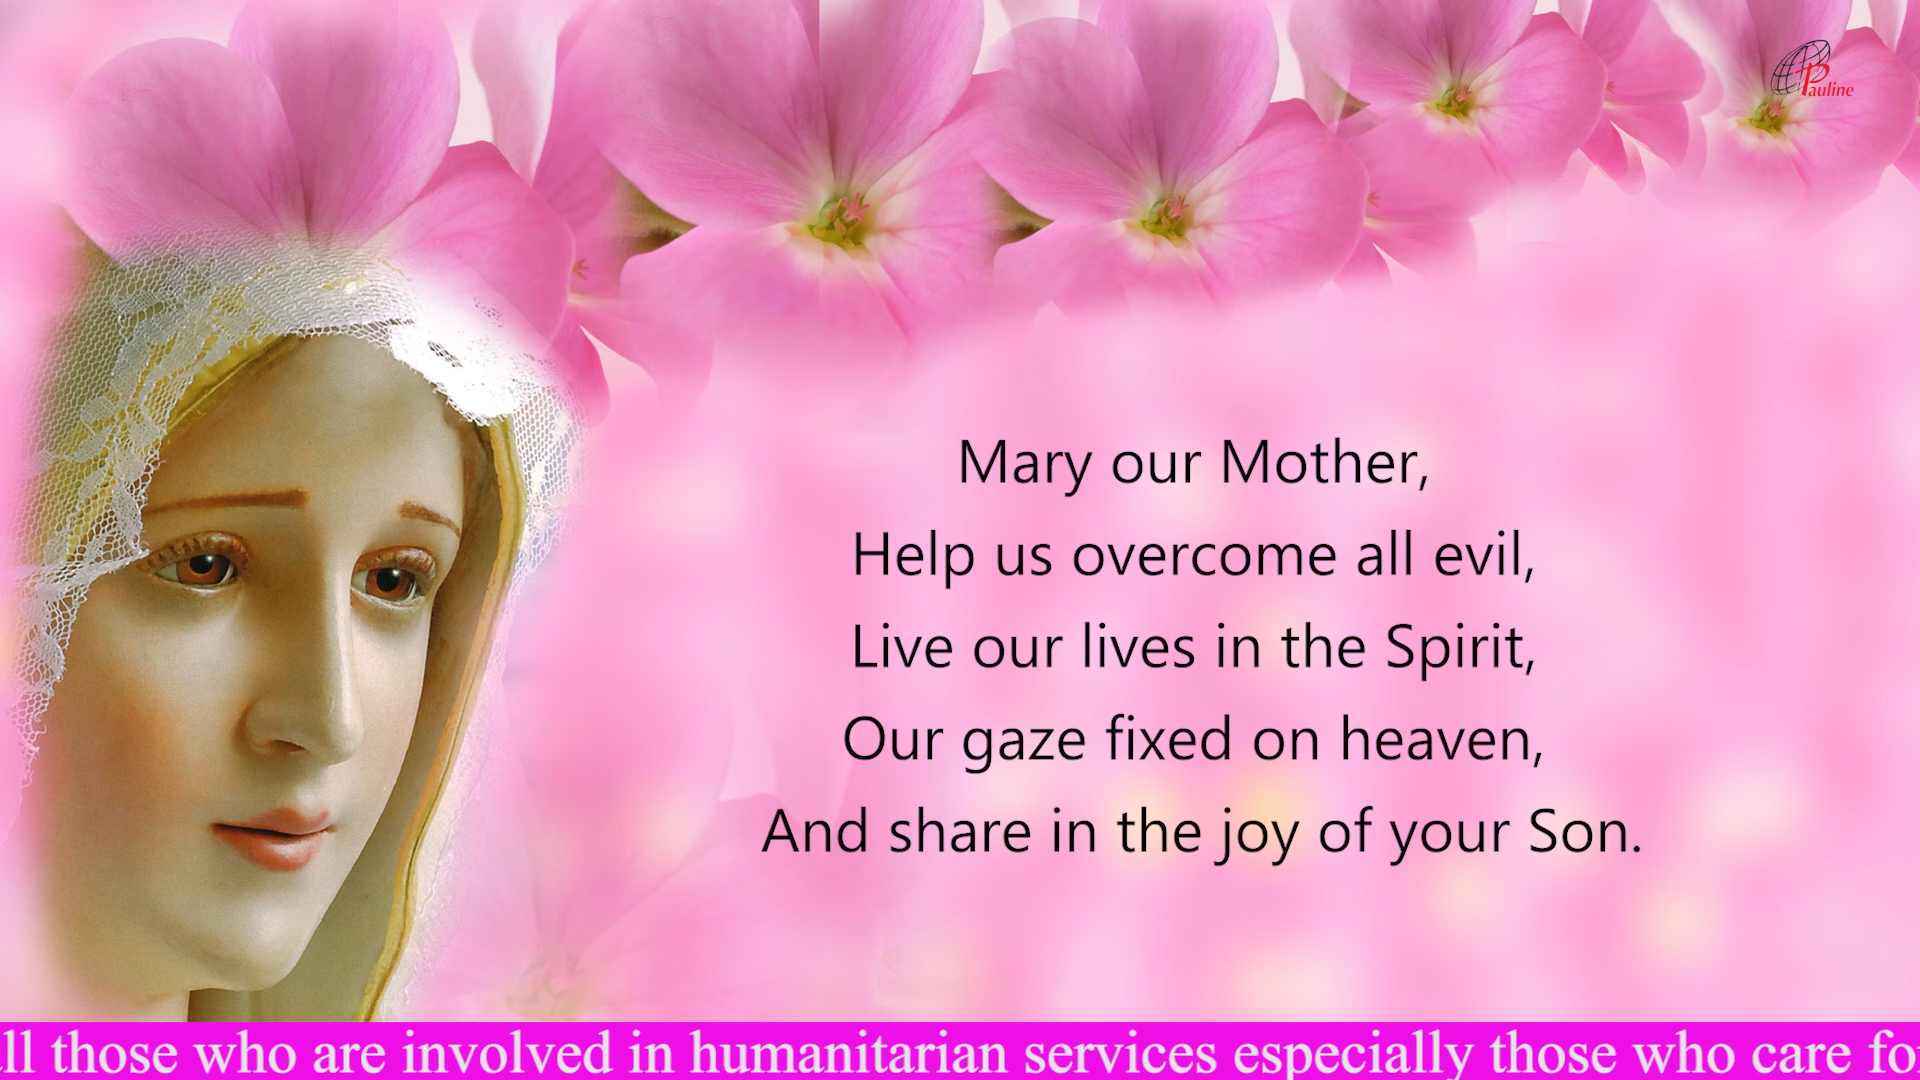 Pauline
Mary our Mother,
Help us overcome all evil,
Live our lives in the Spirit,
Our gaze fixed on heaven,
And share in the joy of your Son.
those who are involved in humanitarian services especially those who care